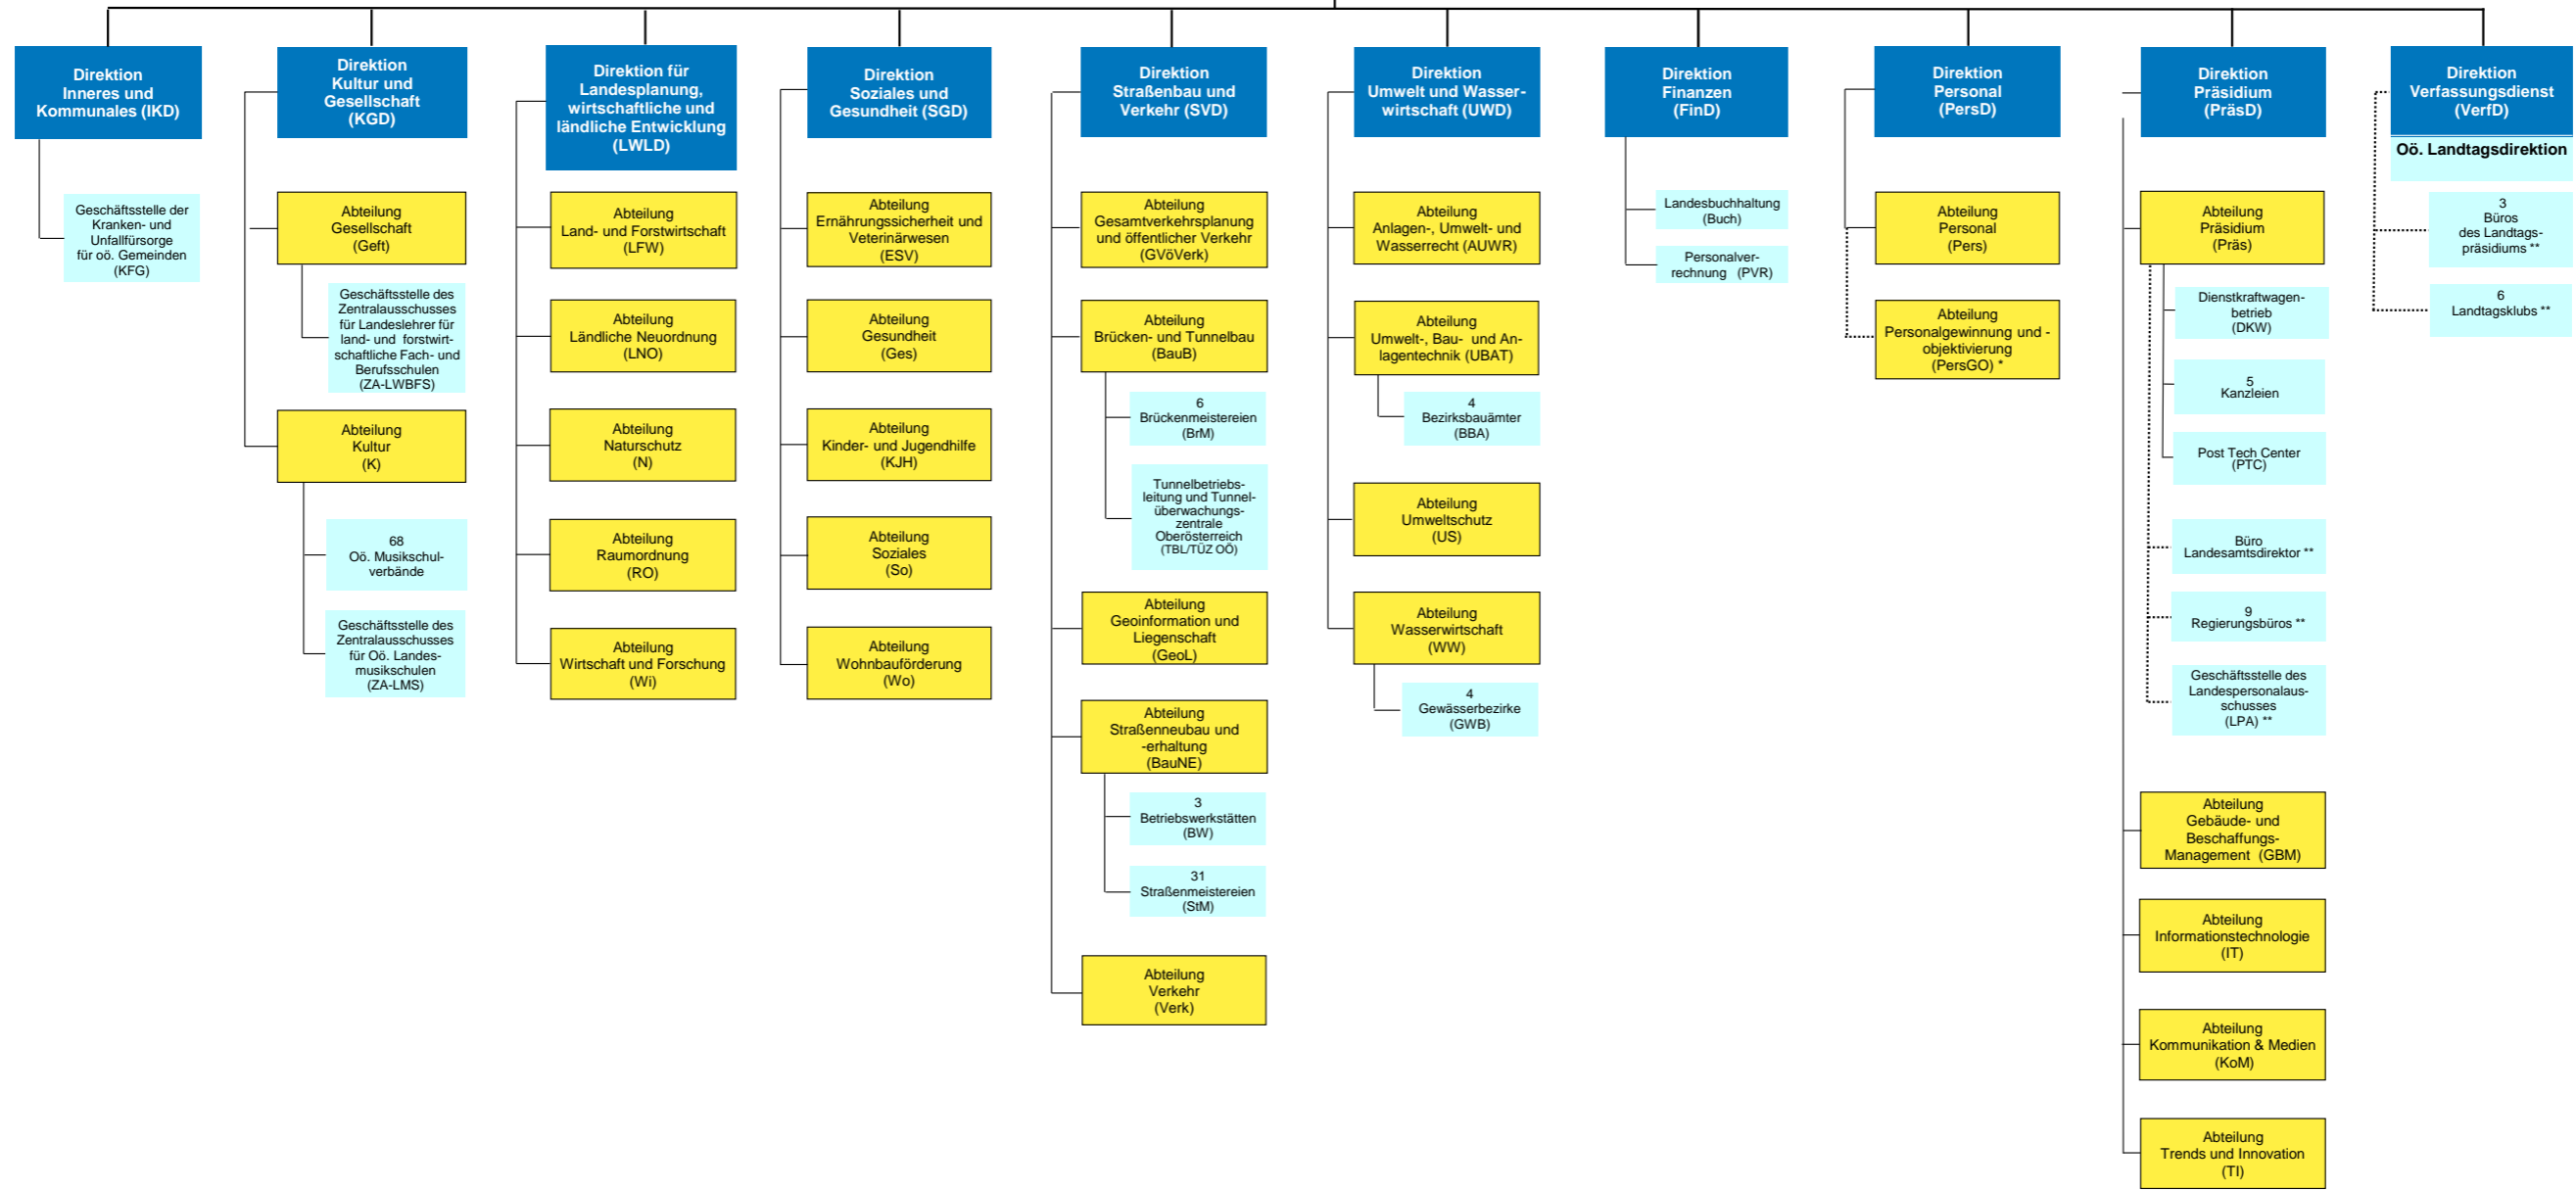 Direktion
Inneres und
Kommunales (IKD)
Geschäftsstelle der
Kranken- und
Unfallfürsorge
für oö. Gemeinden
(KFG)
Direktion
Kultur und
Gesellschaft
(KGD)
Abteilung
Gesellschaft
(Geft)
Geschäftsstelle des
Zentralausschusses
für Landeslehrer für
land- und forstwirt-
schaftliche Fach- und
Berufsschulen
(ZA-LWBFS)
Abteilung
Kultur
(K)
68
Oö. Musikschul-
verbände
Geschäftsstelle des
Zentralausschusses
für Oö. Landes-
musikschulen
(ZA-LMS)
Direktion für
Landesplanung,
wirtschaftliche und
ländliche Entwicklung
(LWLD)
Abteilung
Land- und Forstwirtschaft
(LFW)
Abteilung
Ländliche Neuordnung
(LNO)
Abteilung
Naturschutz
(N)
Abteilung
Raumordnung
(RO)
Abteilung
Wirtschaft und Forschung
(Wi)
Direktion
Soziales und
Gesundheit (SGD)
Abteilung
Ernährungssicherheit und
Veterinärwesen
(ESV)
Abteilung
Gesundheit
(Ges)
Abteilung
Kinder- und Jugendhilfe
(KJH)
Abteilung
Soziales
(So)
Abteilung
Wohnbauförderung
(Wo)
Direktion
Straßenbau und
Verkehr (SVD)
Abteilung
Gesamtverkehrsplanung
und öffentlicher Verkehr
(GVöVerk)
Abteilung
Brücken- und Tunnelbau
(BauB)
6
Brückenmeistereien
(BrM)
Tunnelbetriebs-
leitung und Tunnel-
überwachungs-
zentrale
Oberösterreich
(TBL/TÜZ OÖ)
Abteilung
Geoinformation und
Liegenschaft
(GeoL)
Abteilung
Straßenneubau und
-erhaltung
(BauNE)
3
Betriebswerkstätten
(BW)
31
Straßenmeistereien
(StM)
Abteilung
Verkehr
(Verk)
Direktion
Umwelt und Wasser-
wirtschaft (UWD)
Abteilung
Anlagen-, Umwelt- und
Wasserrecht (AUWR)
Abteilung
Umwelt-, Bau- und An-
lagentechnik (UBAT)
4
Bezirksbauämter
(BBA)
Abteilung
Umweltschutz
(US)
Abteilung
Wasserwirtschaft
(WW)
4
Gewässerbezirke
(GWB)
Direktion
Finanzen
(FinD)
Landesbuchhaltung
(Buch)
Personalver-
rechnung (PVR)
Direktion
Personal
(PersD)
Abteilung
Personal
(Pers)
Abteilung
Personalgewinnung und -
objektivierung
(PersGO) *
Direktion
Präsidium
(PräsD)
Abteilung
Präsidium
(Präs)
Dienstkraftwagen-
betrieb
(DKW)
5
Kanzleien
Post Tech Center
(PTC)
Büro
Landesamtsdirektor **
9
Regierungsbüros **
Geschäftsstelle des
Landespersonalaus-
schusses
(LPA) **
Abteilung
Gebäude- und
Beschaffungs-
Management (GBM)
Abteilung
Informationstechnologie
(IT)
Abteilung
Kommunikation & Medien
(KoM)
Abteilung
Trends und Innovation
(TI)
Direktion
Verfassungsdienst
(VerfD)
Oö. Landtagsdirektion
3
Büros
des Landtags-
präsidiums **
6
Landtagsklubs **